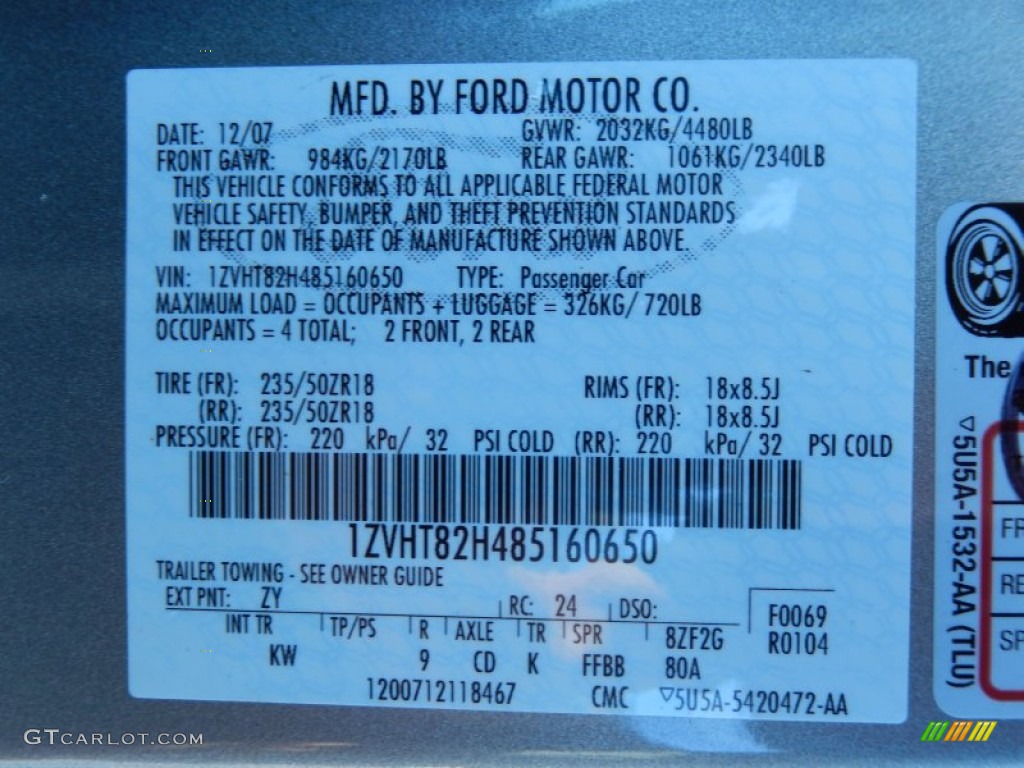 MFD. BY FORD MOTOR CO.
DATE: 12/07 GVWR: 2032KG/4480LB
FRONT GAWR: 984KG/2170LB REAR GAWR: 1061KG/2340LB
THIS VEHICLE CONFORMS TO ALL APPLICABLE FEDERAL MOTOR
VEHICLE SAFETY, BUMPER, AND THEFT PREVENTION STANDARDS
IN EFFECT ON THE DATE OF MANUFACTURE SHOWN ABOVE.
VIN: 1ZVHT82H485160650 TYPE: Passenger Car
MAXIMUM LOAD = OCCUPANTS + LUGGAGE = 326KG/ 720LB
OCCUPANTS = 4 TOTAL; 2 FRONT, 2 REAR
TIRE (FR): 235/50ZR18 RIMS (FR): 18x8.5J
(RR): 235/50ZR18 (RR): 18x8.5J
PRESSURE (FR): 220 kPa/ 32 PSI COLD (RR): 220 kPa/ 32 PSI COLD
1ZVHT82H485160650
TRAILER TOWING - SEE OWNER GUIDE
EXT PNT: ZY RC: 24 DSO: F0069
INT TR TP/PS R AXLE TR SPR 8ZF2G R0104
KW 9 CD K FFBB 80A
1200712118467 CMC ▽5U5A-5420472-AA
The
▽5U5A-1532-AA (TLU)
FR
RE
SP
GTCARLOT.COM